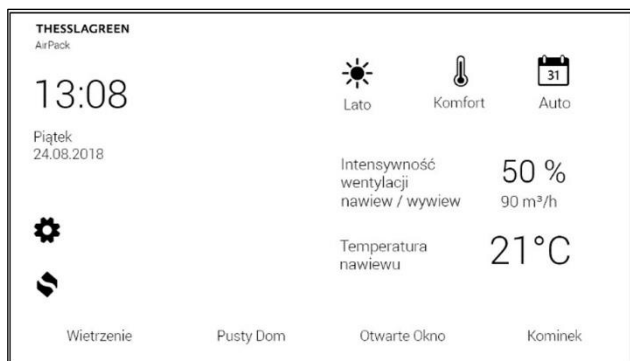 THESSLAGREEN
AirPack
13:08
Piątek
24.08.2018
31
Lato
Komfort
Auto
Intensywność
wentylacji
nawiew / wywiew
50 %
90 m³/h
Temperatura
nawiewu
21°C
Wietrzenie
Pusty Dom
Otwarte Okno
Kominek